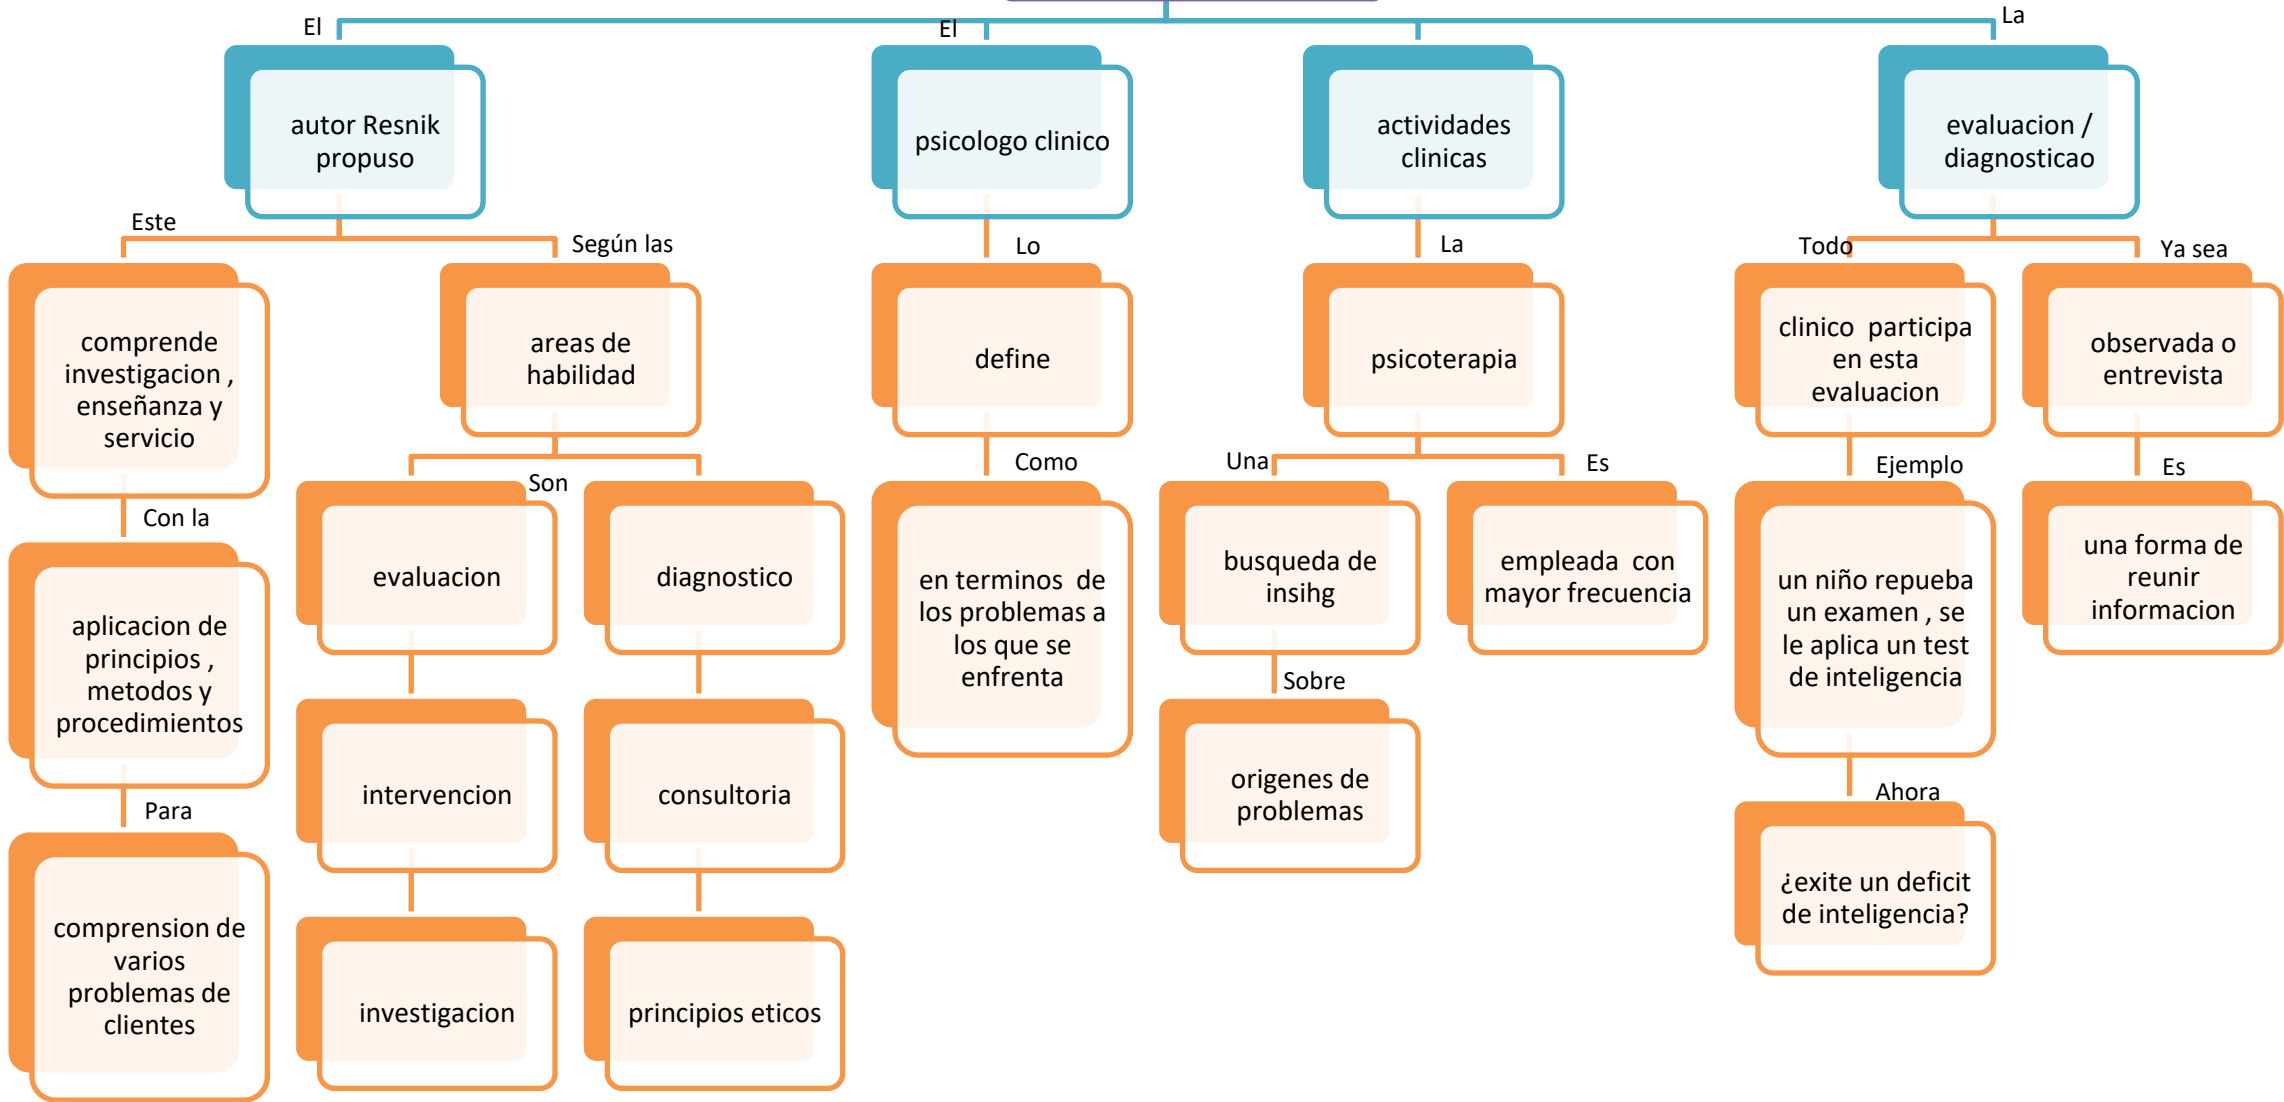 El
El
La
autor Resnik
propuso
psicologo clinico
actividades
clinicas
evaluacion /
diagnosticao
Este
Según las
Lo
La
Todo
Ya sea
comprende
investigacion ,
enseñanza y
servicio
areas de
habilidad
define
psicoterapia
clinico  participa
en esta
evaluacion
observada o
entrevista
Con la
Son
Como
Una
Es
Ejemplo
Es
aplicacion de
principios ,
metodos y
procedimientos
evaluacion
diagnostico
en terminos  de
los problemas a
los que se
enfrenta
busqueda de
insihg
empleada  con
mayor frecuencia
un niño repueba
un examen , se
le aplica un test
de inteligencia
una forma de
reunir
informacion
Para
Sobre
Ahora
comprension de
varios
problemas de
clientes
intervencion
consultoria
origenes de
problemas
¿exite un deficit
de inteligencia?
investigacion
principios eticos